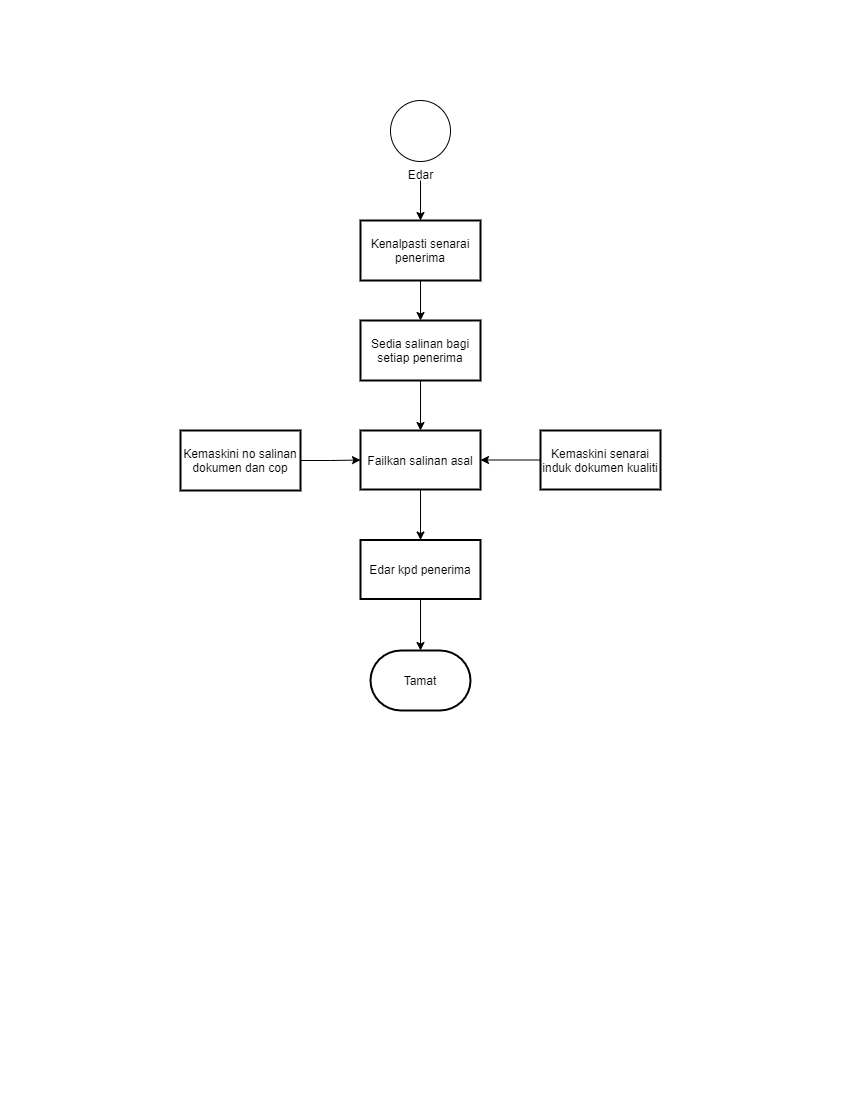 Edar
Kenalpasti senarai
penerima
Sedia salinan bagi
setiap penerima
Kemaskini no salinan
dokumen dan cop
Failkan salinan asal
Kemaskini senarai
induk dokumen kualiti
Edar kpd penerima
Tamat